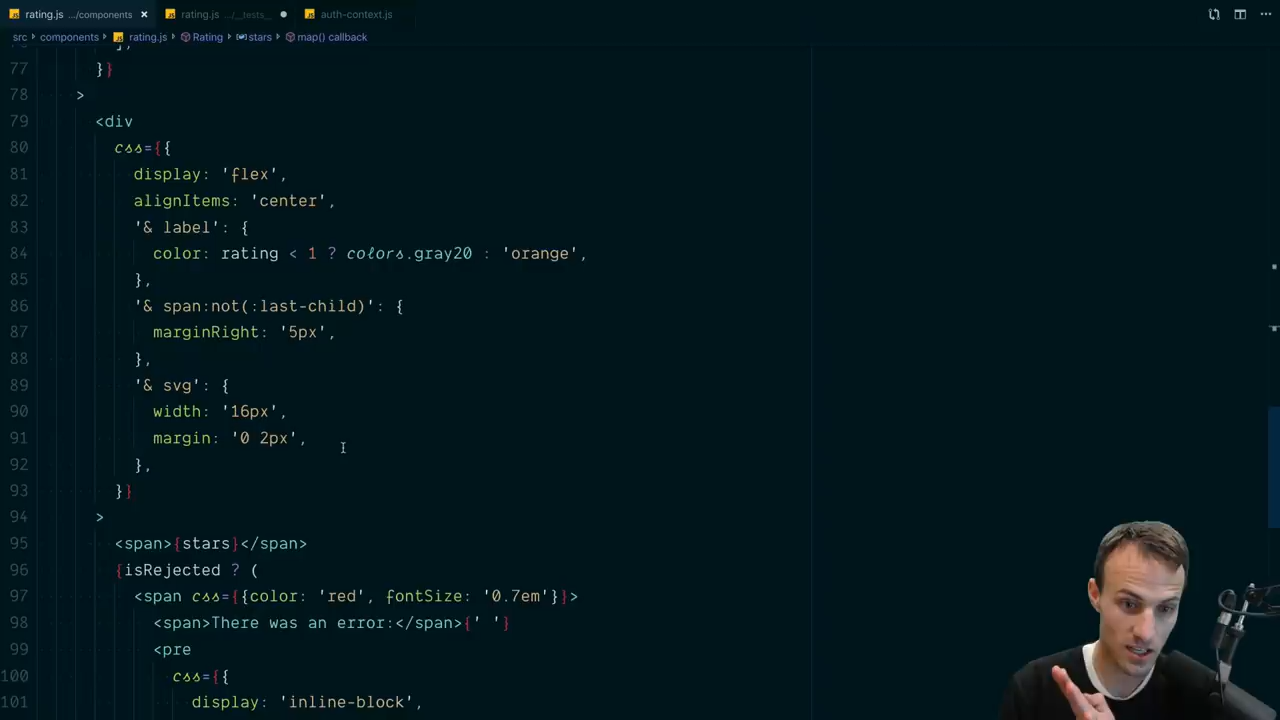 rating.js .../components
rating.js .../__tests__
auth-context.js
src > components > rating.js > Rating > stars > map() callback
77 }}
78 >
79 <div
80 css={{
81 display: 'flex',
82 alignItems: 'center',
83 '& label': {
84 color: rating < 1 ? colors.gray20 : 'orange',
85 },
86 '& span:not(:last-child)': {
87 marginRight: '5px',
88 },
89 '& svg': {
90 width: '16px',
91 margin: '0 2px',
92 },
93 }}
94 >
95 <span>{stars}</span>
96 {isRejected ? (
97 <span css={{color: 'red', fontSize: '0.7em'}}>
98 <span>There was an error:</span>{' '}
99 <pre
100 css={{
101 display: 'inline-block',